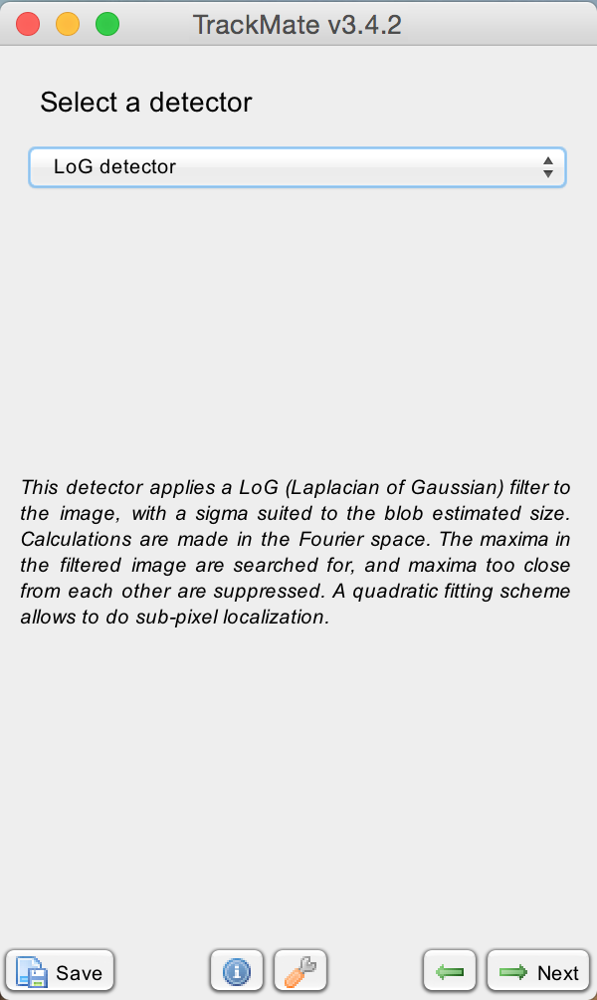 TrackMate v3.4.2
Select a detector
LoG detector
This detector applies a LoG (Laplacian of Gaussian) filter to
the image, with a sigma suited to the blob estimated size.
Calculations are made in the Fourier space. The maxima in
the filtered image are searched for, and maxima too close
from each other are suppressed. A quadratic fitting scheme
allows to do sub-pixel localization.
Save
Next